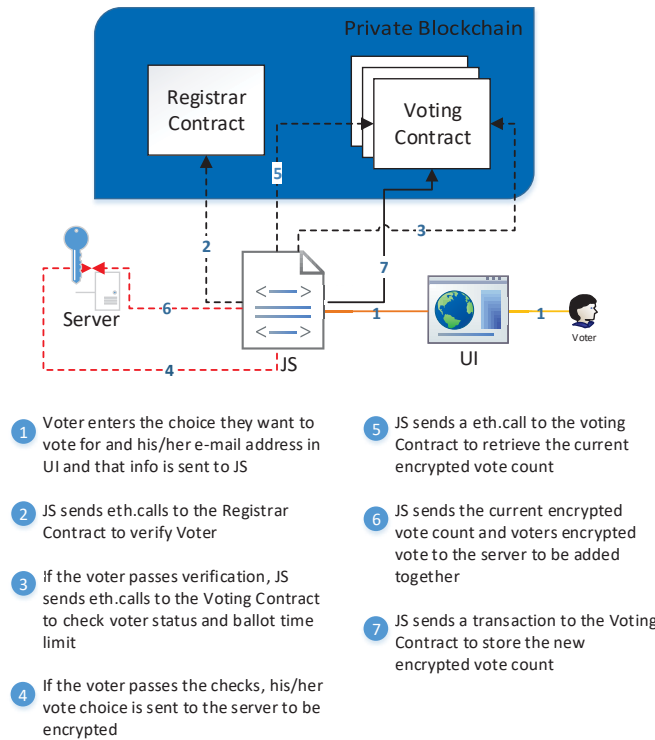 Private Blockchain
Registrar
Contract
Voting
Contract
5
2
3
7
6
Server
1
1
4
JS
UI
Voter
1 Voter enters the choice they want to
vote for and his/her e-mail address in
UI and that info is sent to JS
2 JS sends eth.calls to the Registrar
Contract to verify Voter
3 If the voter passes verification, JS
sends eth.calls to the Voting Contract
to check voter status and ballot time
limit
4 If the voter passes the checks, his/her
vote choice is sent to the server to be
encrypted
5 JS sends a eth.call to the voting
Contract to retrieve the current
encrypted vote count
6 JS sends the current encrypted
vote count and voters encrypted
vote to the server to be added
together
7 JS sends a transaction to the Voting
Contract to store the new
encrypted vote count